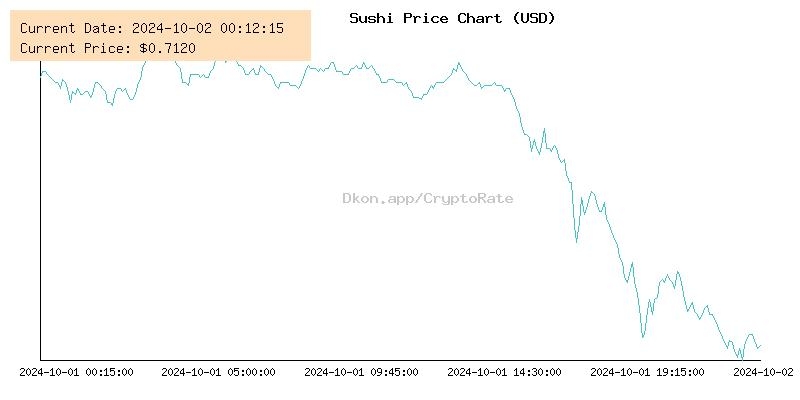 Sushi Price Chart (USD)
Current Date: 2024-10-02 00:12:15
Current Price: $0.7120
Dkon.app/CryptoRate
2024-10-01 00:15:00 2024-10-01 05:00:00 2024-10-01 09:45:00 2024-10-01 14:30:00 2024-10-01 19:15:00 2024-10-02